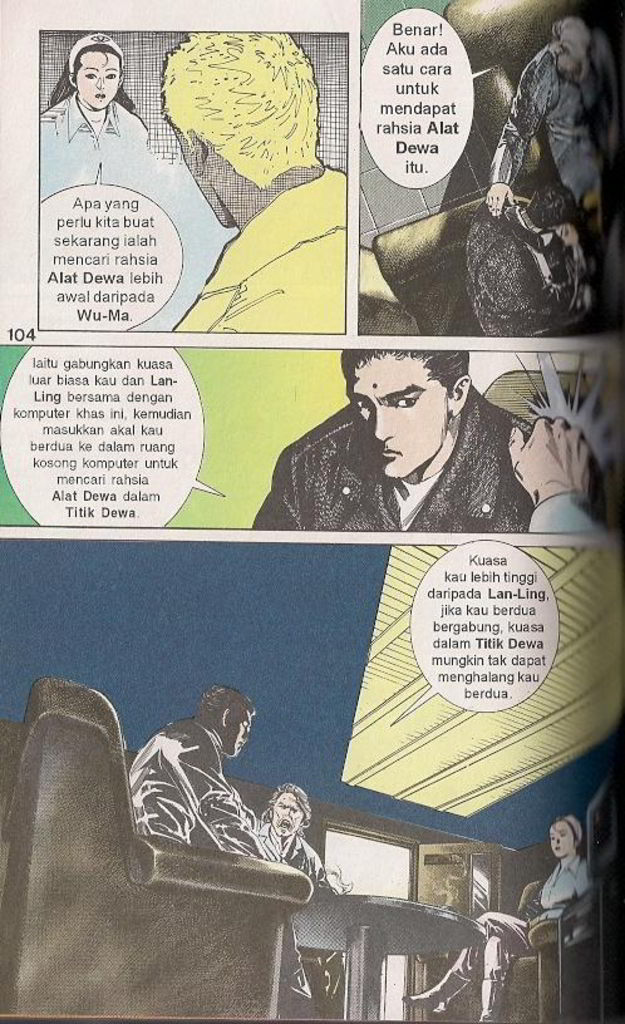 Apa yang
perlu kita buat
sekarang ialah
mencari rahsia
Alat Dewa lebih
awal daripada
Wu-Ma.
Benar!
Aku ada
satu cara
untuk
mendapat
rahsia Alat
Dewa
itu.
104
Iaitu gabungkan kuasa
luar biasa kau dan Lan-
Ling bersama dengan
komputer khas ini, kemudian
masukkan akal kau
berdua ke dalam ruang
kosong komputer untuk
mencari rahsia
Alat Dewa dalam
Titik Dewa.
Kuasa
kau lebih tinggi
daripada Lan-Ling,
jika kau berdua
bergabung, kuasa
dalam Titik Dewa
mungkin tak dapat
menghalang kau
berdua.